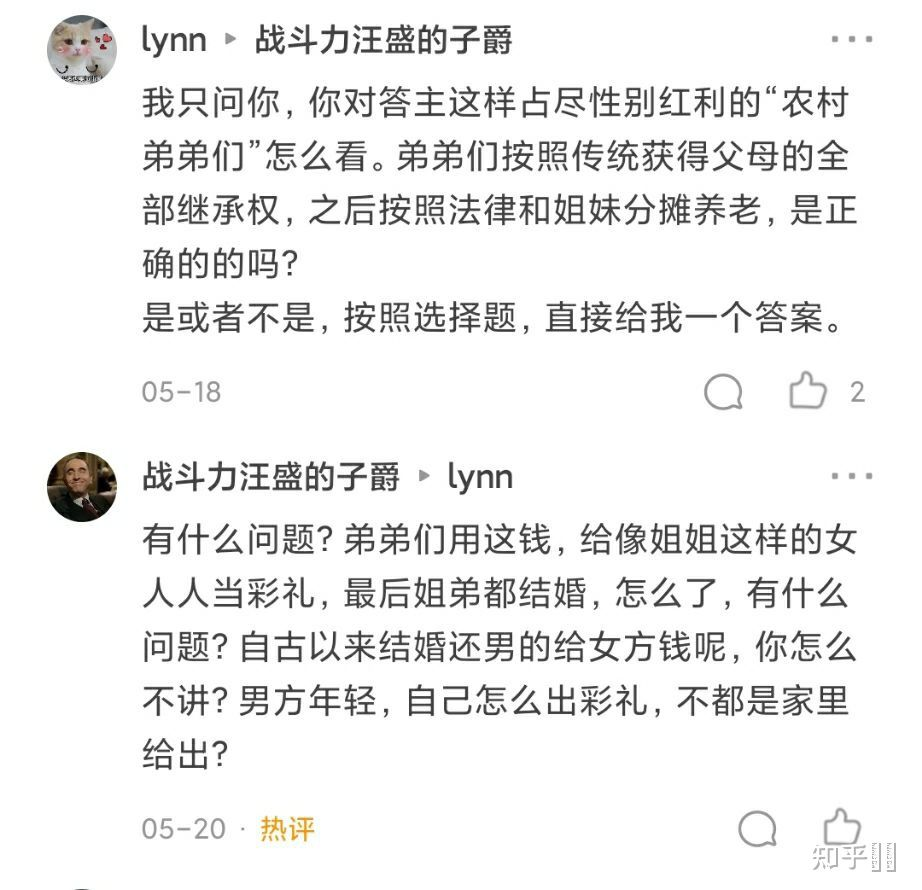 lynn ▸ 战斗力汪盛的子爵
我只问你，你对答主这样占尽性别红利的“农村
弟弟们”怎么看。弟弟们按照传统获得父母的全
部继承权，之后按照法律和姐妹分摊养老，是正
确的的吗？
是或者不是，按照选择题，直接给我一个答案。
05-18
2
战斗力汪盛的子爵 ▸ lynn
有什么问题？弟弟们用这钱，给像姐姐这样的女
人人当彩礼，最后姐弟都结婚，怎么了，有什么
问题？自古以来结婚还男的给女方钱呢，你怎么
不讲？男方年轻，自己怎么出彩礼，不都是家里
给出？
05-20 · 热评
知乎